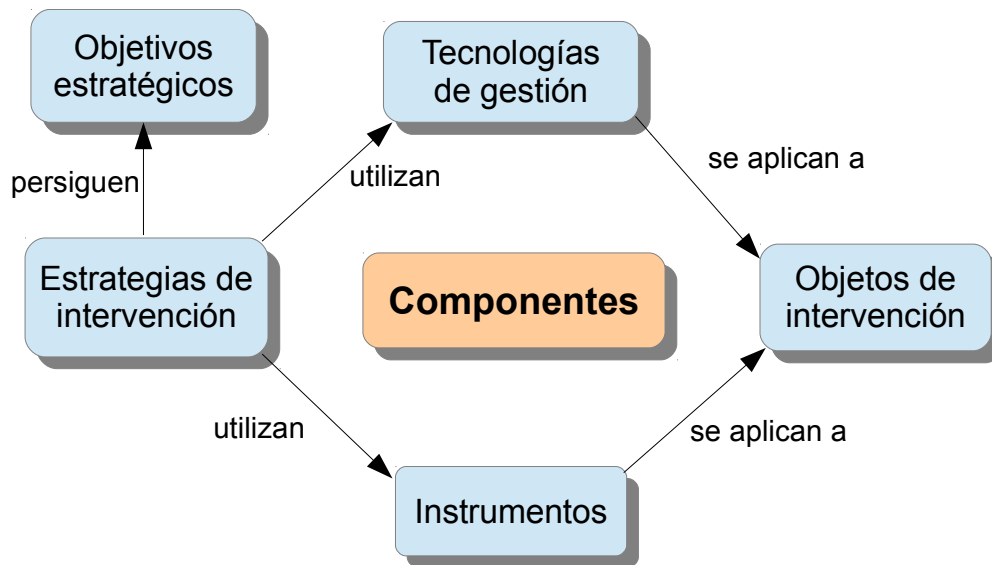 Objetivos
estratégicos
Tecnologías
de gestión
persiguen
utilizan
se aplican a
Estrategias de
intervención
Componentes
Objetos de
intervención
utilizan
se aplican a
Instrumentos